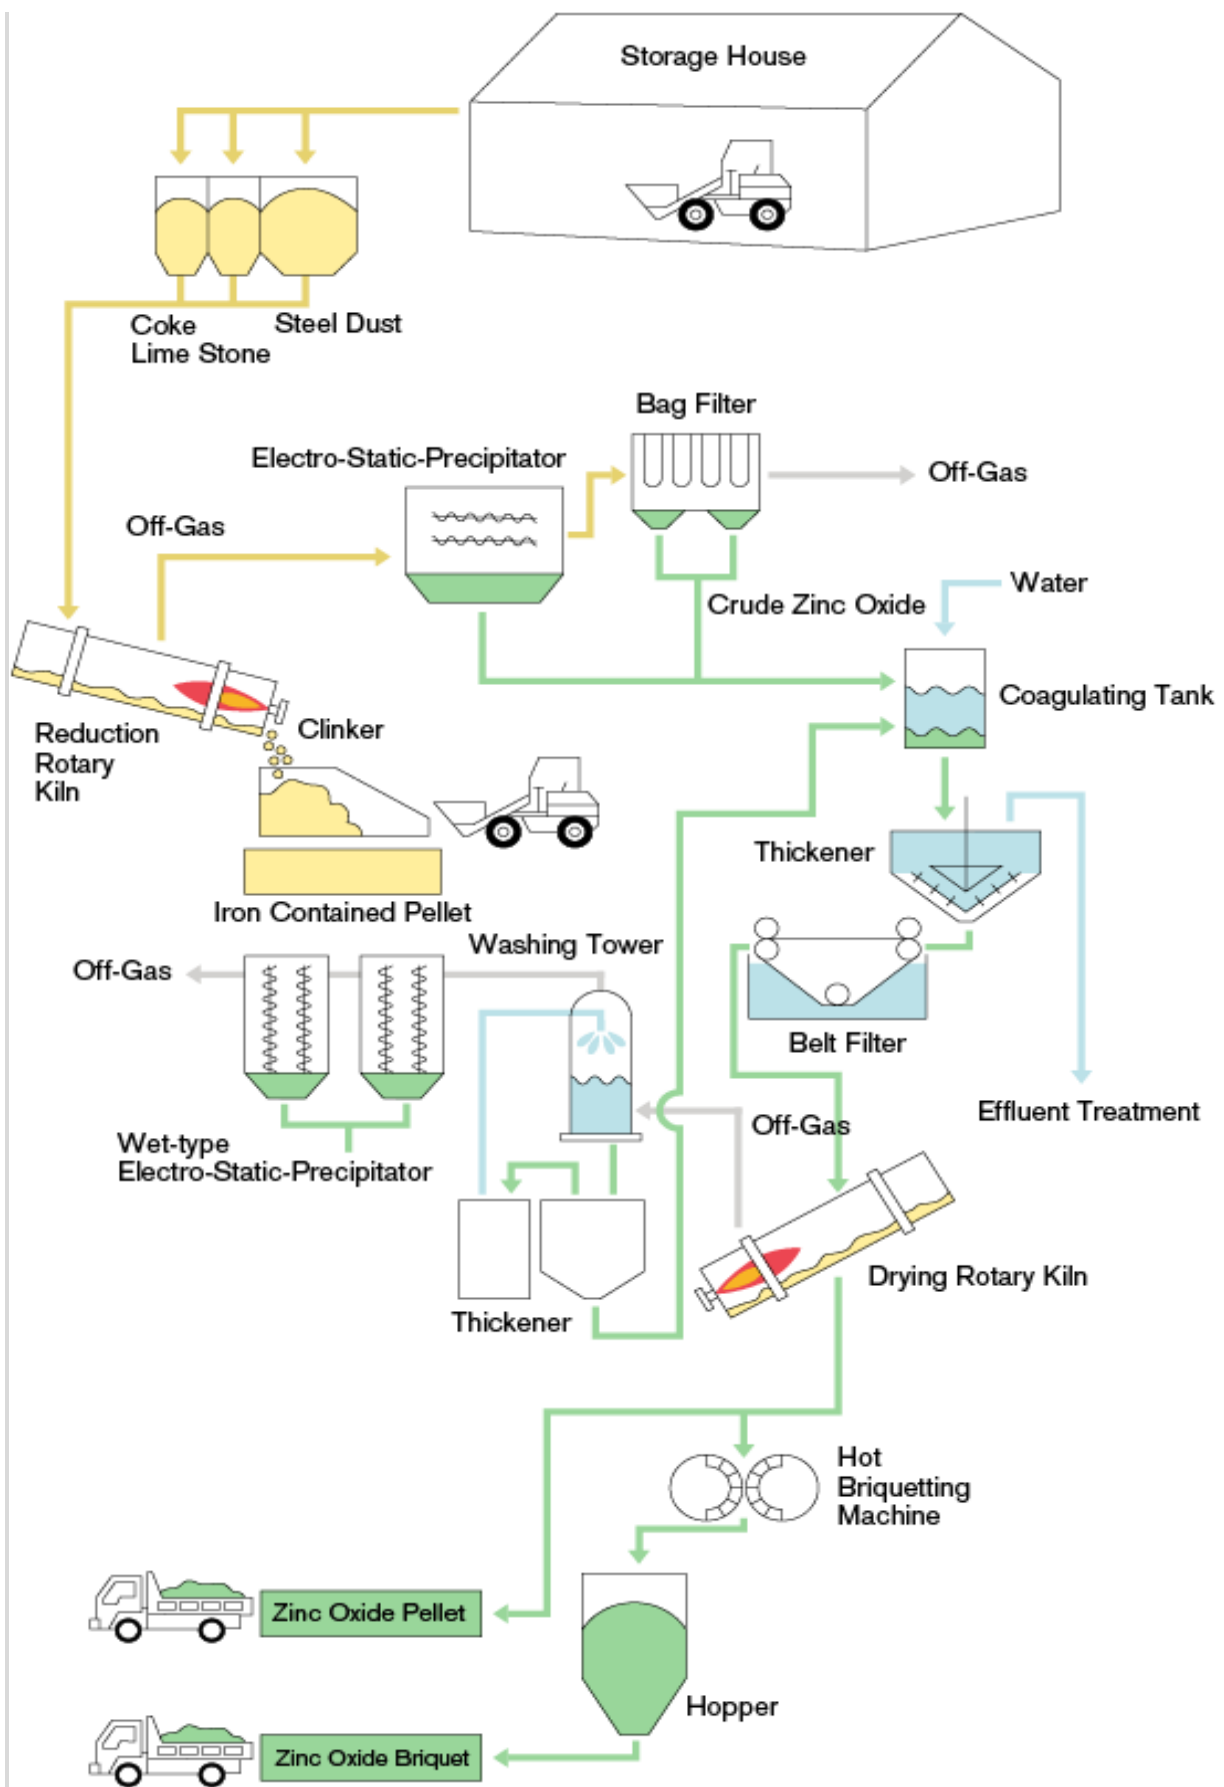 Storage House
Coke
Lime Stone
Steel Dust
Bag Filter
Electro-Static-Precipitator
Off-Gas
Off-Gas
Water
Crude Zinc Oxide
Coagulating Tank
Clinker
Reduction
Rotary
Kiln
Thickener
Iron Contained Pellet
Washing Tower
Off-Gas
Belt Filter
Effluent Treatment
Off-Gas
Wet-type
Electro-Static-Precipitator
Drying Rotary Kiln
Thickener
Hot
Briquetting
Machine
Zinc Oxide Pellet
Hopper
Zinc Oxide Briquet